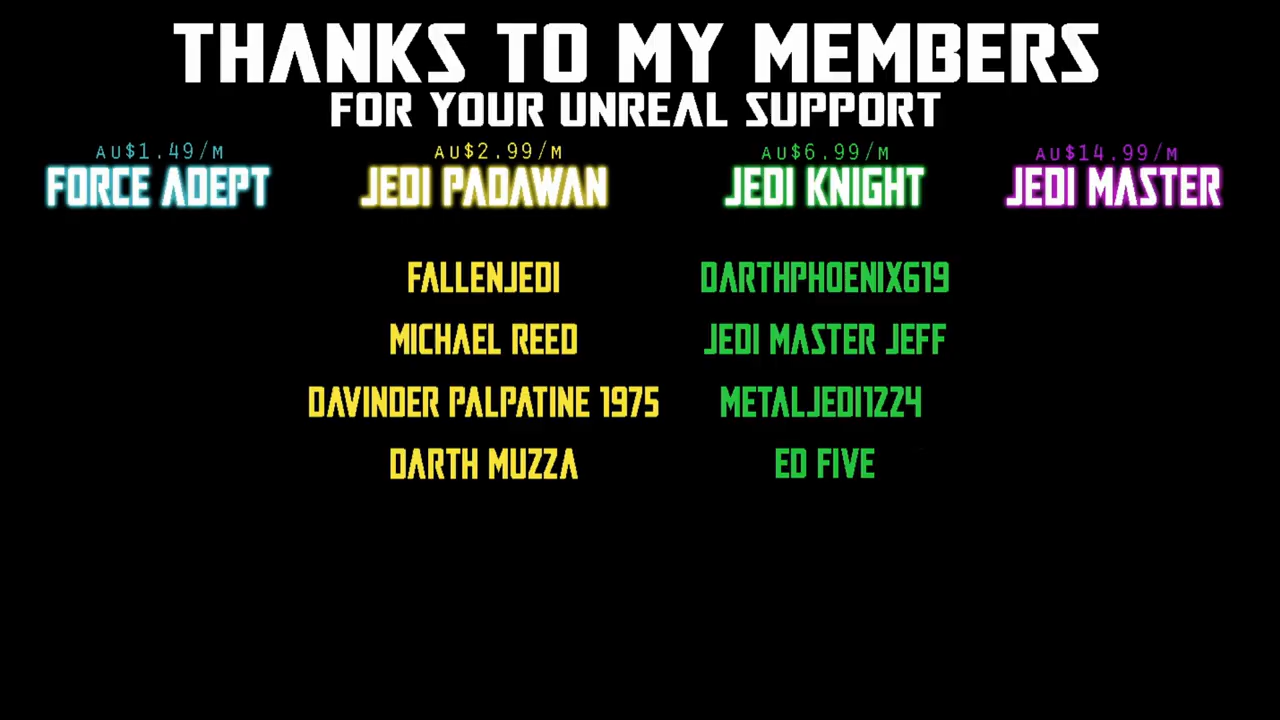 THANKS TO MY MEMBERS
FOR YOUR UNREAL SUPPORT
AU$1.49/M AU$2.99/M AU$6.99/M AU$14.99/M
FORCE ADEPT JEDI PADAWAN JEDI KNIGHT JEDI MASTER
FALLENJEDI DARTHPHOENIX619
MICHAEL REED JEDI MASTER JEFF
DAVINDER PALPATINE 1975 METALJEDI1224
DARTH MUZZA ED FIVE